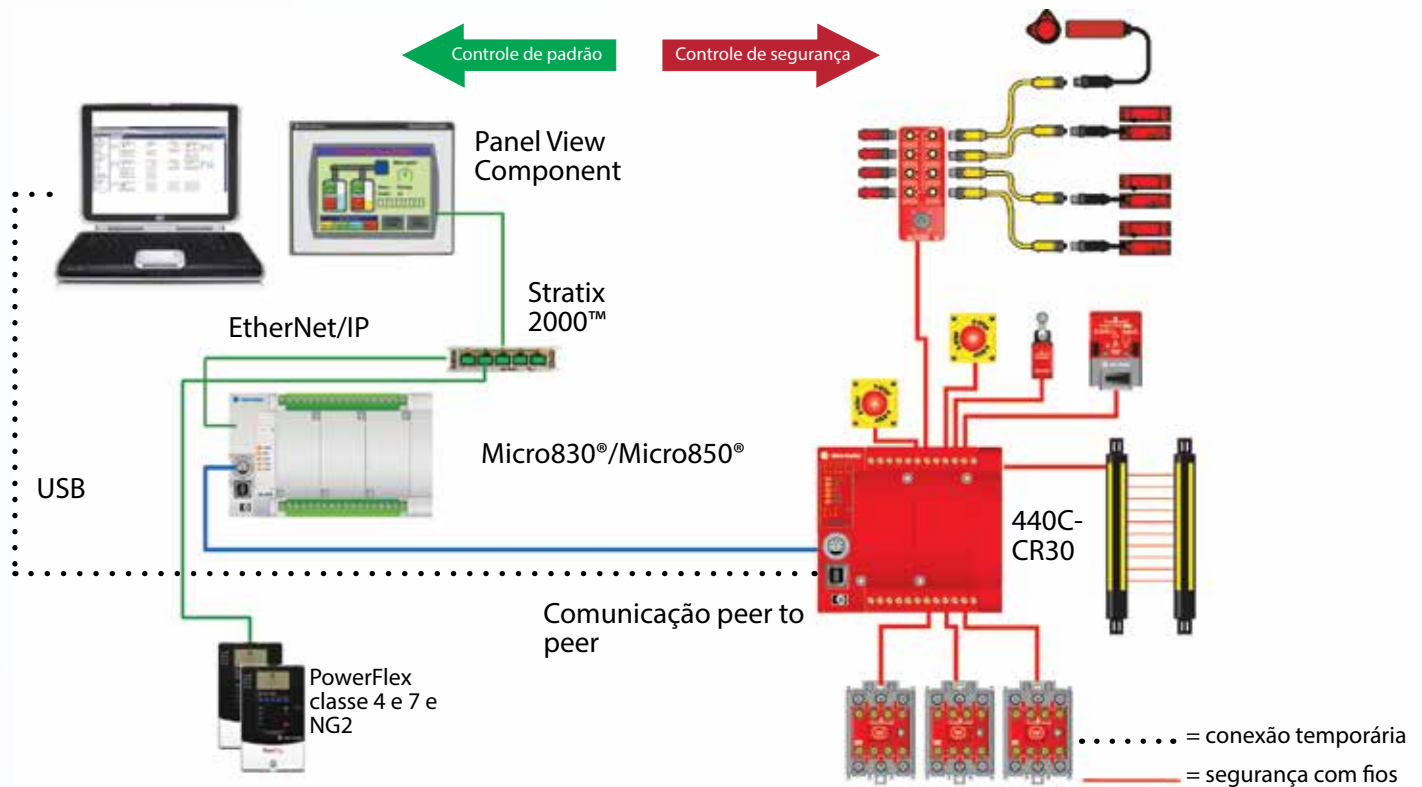 Controle de padrão
Controle de segurança
Panel View
Component
Stratix
2000™
EtherNet/IP
Micro830®/Micro850®
USB
440C-
CR30
Comunicação peer to
peer
PowerFlex
classe 4 e 7 e
NG2
= conexão temporária
= segurança com fios